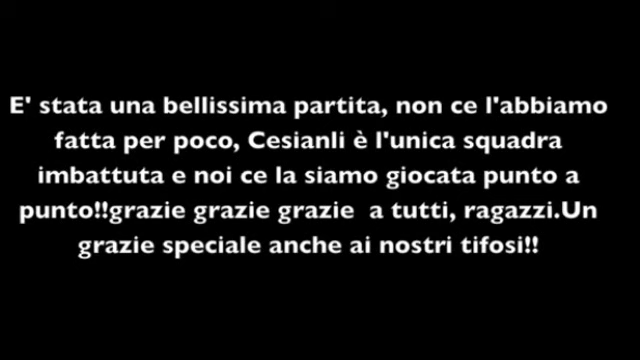 E' stata una bellissima partita, non ce l'abbiamo
fatta per poco, Cesianli è l'unica squadra
imbattuta e noi ce la siamo giocata punto a
punto!!grazie grazie grazie  a tutti, ragazzi.Un
grazie speciale anche ai nostri tifosi!!